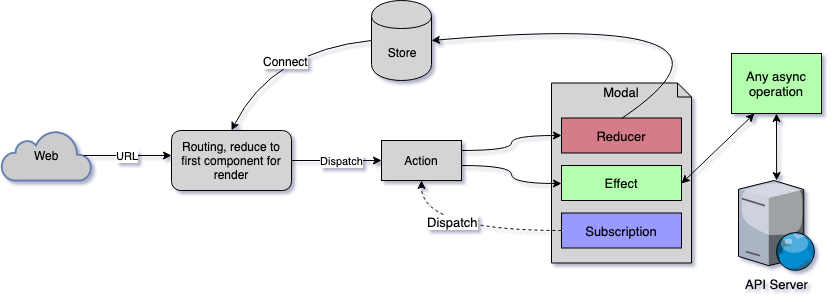 Store
Connect
Web
URL
Routing, reduce to
first component for
render
Dispatch
Action
Modal
Reducer
Effect
Subscription
Dispatch
Any async
operation
API Server